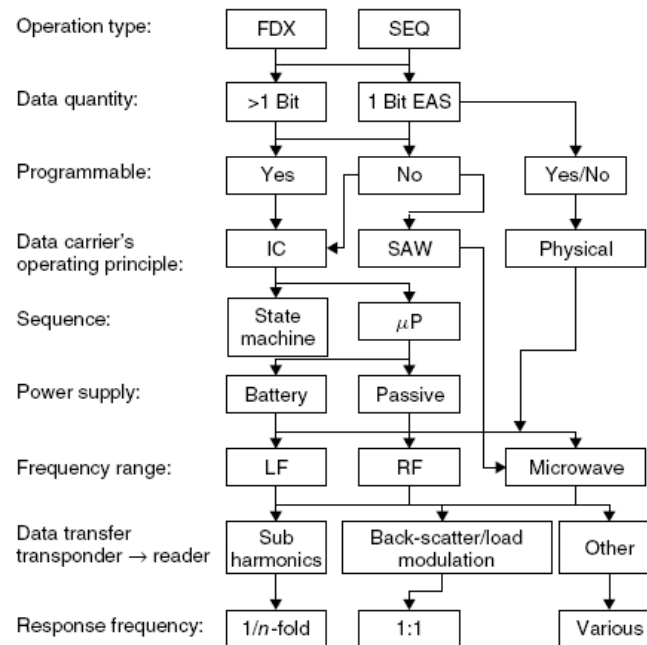 Operation type: FDX SEQ
Data quantity: >1 Bit 1 Bit EAS
Programmable: Yes No Yes/No
Data carrier's
operating principle: IC SAW Physical
Sequence: State
machine μP
Power supply: Battery Passive
Frequency range: LF RF Microwave
Data transfer
transponder → reader
Sub
harmonics
Back-scatter/load
modulation
Other
Response frequency: 1/n-fold 1:1 Various